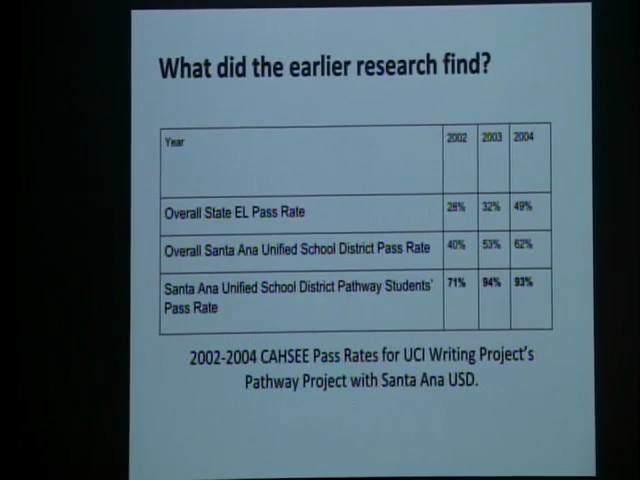 What did the earlier research find?
Year 2002 2003 2004
Overall State EL Pass Rate 28% 32% 49%
Overall Santa Ana Unified School District Pass Rate 40% 53% 62%
Santa Ana Unified School District Pathway Students' 71% 94% 93%
Pass Rate
2002-2004 CAHSEE Pass Rates for UCI Writing Project's
Pathway Project with Santa Ana USD.